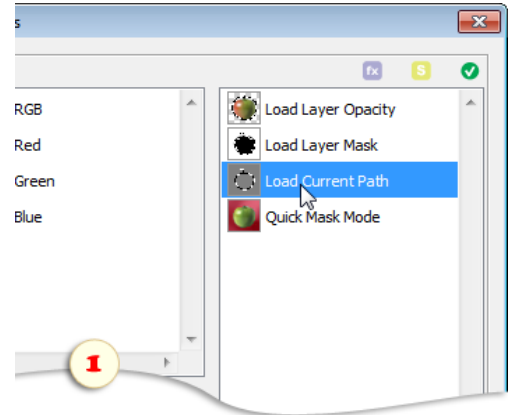 s
fx
S
RGB
Red
Green
Blue
Load Layer Opacity
Load Layer Mask
Load Current Path
Quick Mask Mode
1